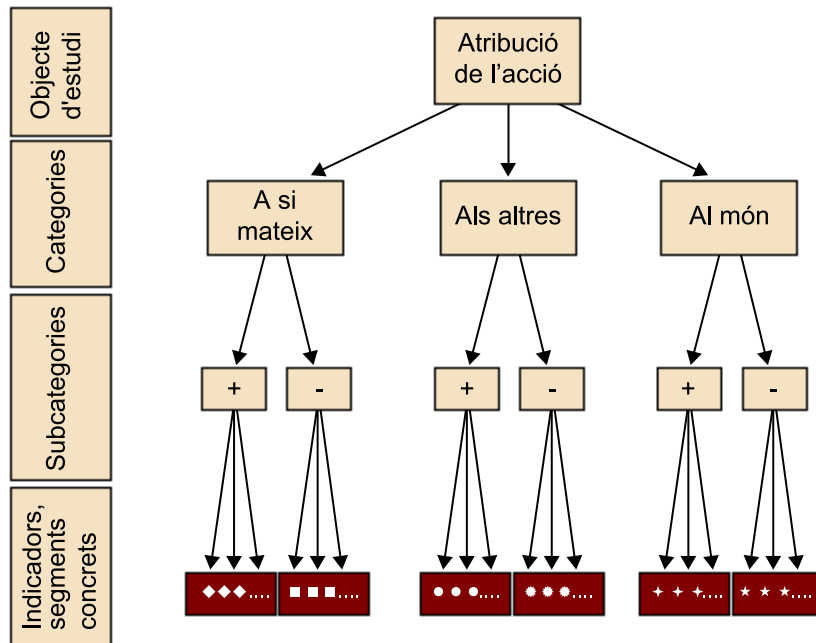 Objecte
d'estudi
Atribució
de l’acció
Categories
A si
mateix
Als altres
Al món
Subcategories
+
-
+
-
+
-
Indicadors,
segments
concrets
....
....
....
....
....
....